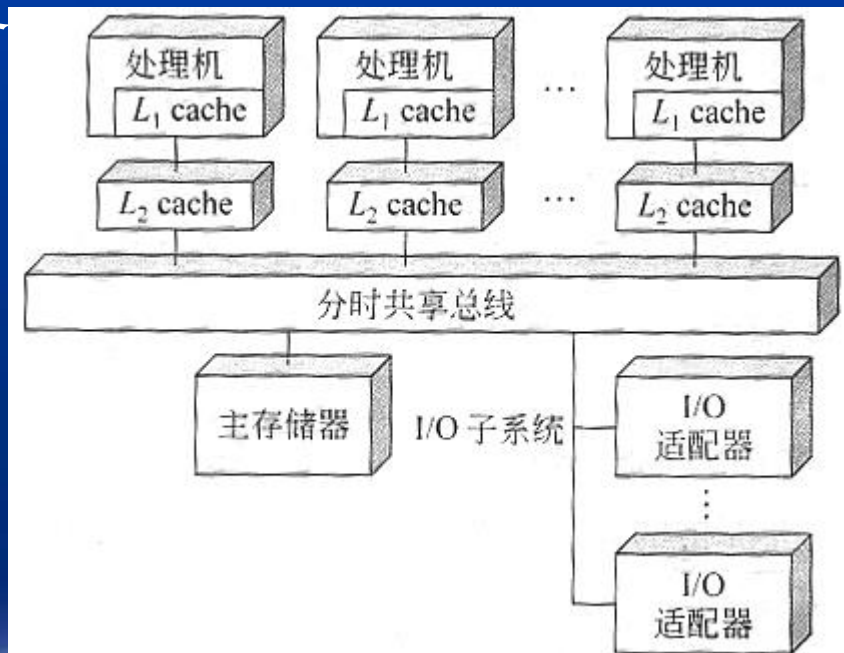 处理机
处理机
处理机
L₁ cache
L₁ cache
…
L₁ cache
L₂ cache
L₂ cache
…
L₂ cache
分时共享总线
主存储器
I/O 子系统
I/O
适配器
⋮
I/O
适配器